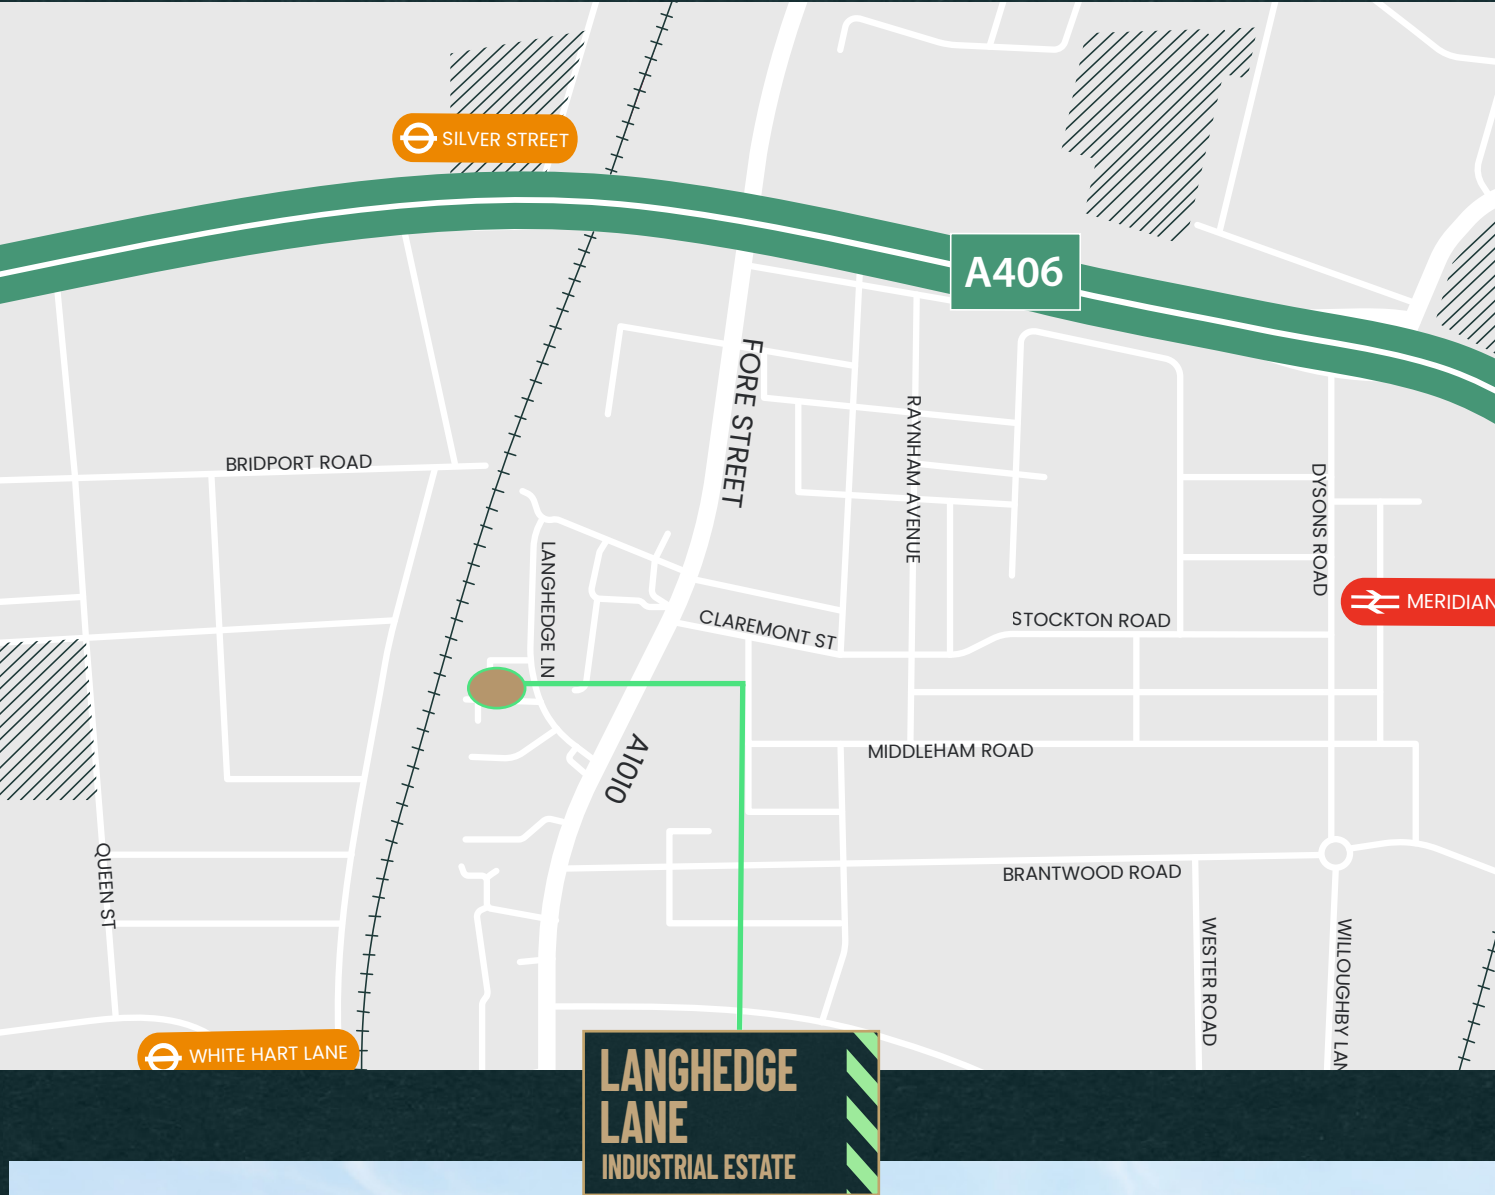 SILVER STREET
A406
FORE STREET
RAYNHAM AVENUE
BRIDPORT ROAD
DYSONS ROAD
LANGHEDGE LN
MERIDIAN
CLAREMONT ST
STOCKTON ROAD
A1010
MIDDLEHAM ROAD
QUEEN ST
BRANTWOOD ROAD
WESTER ROAD
WILLOUGHBY LAN
WHITE HART LANE
LANGHEDGE
LANE
INDUSTRIAL ESTATE